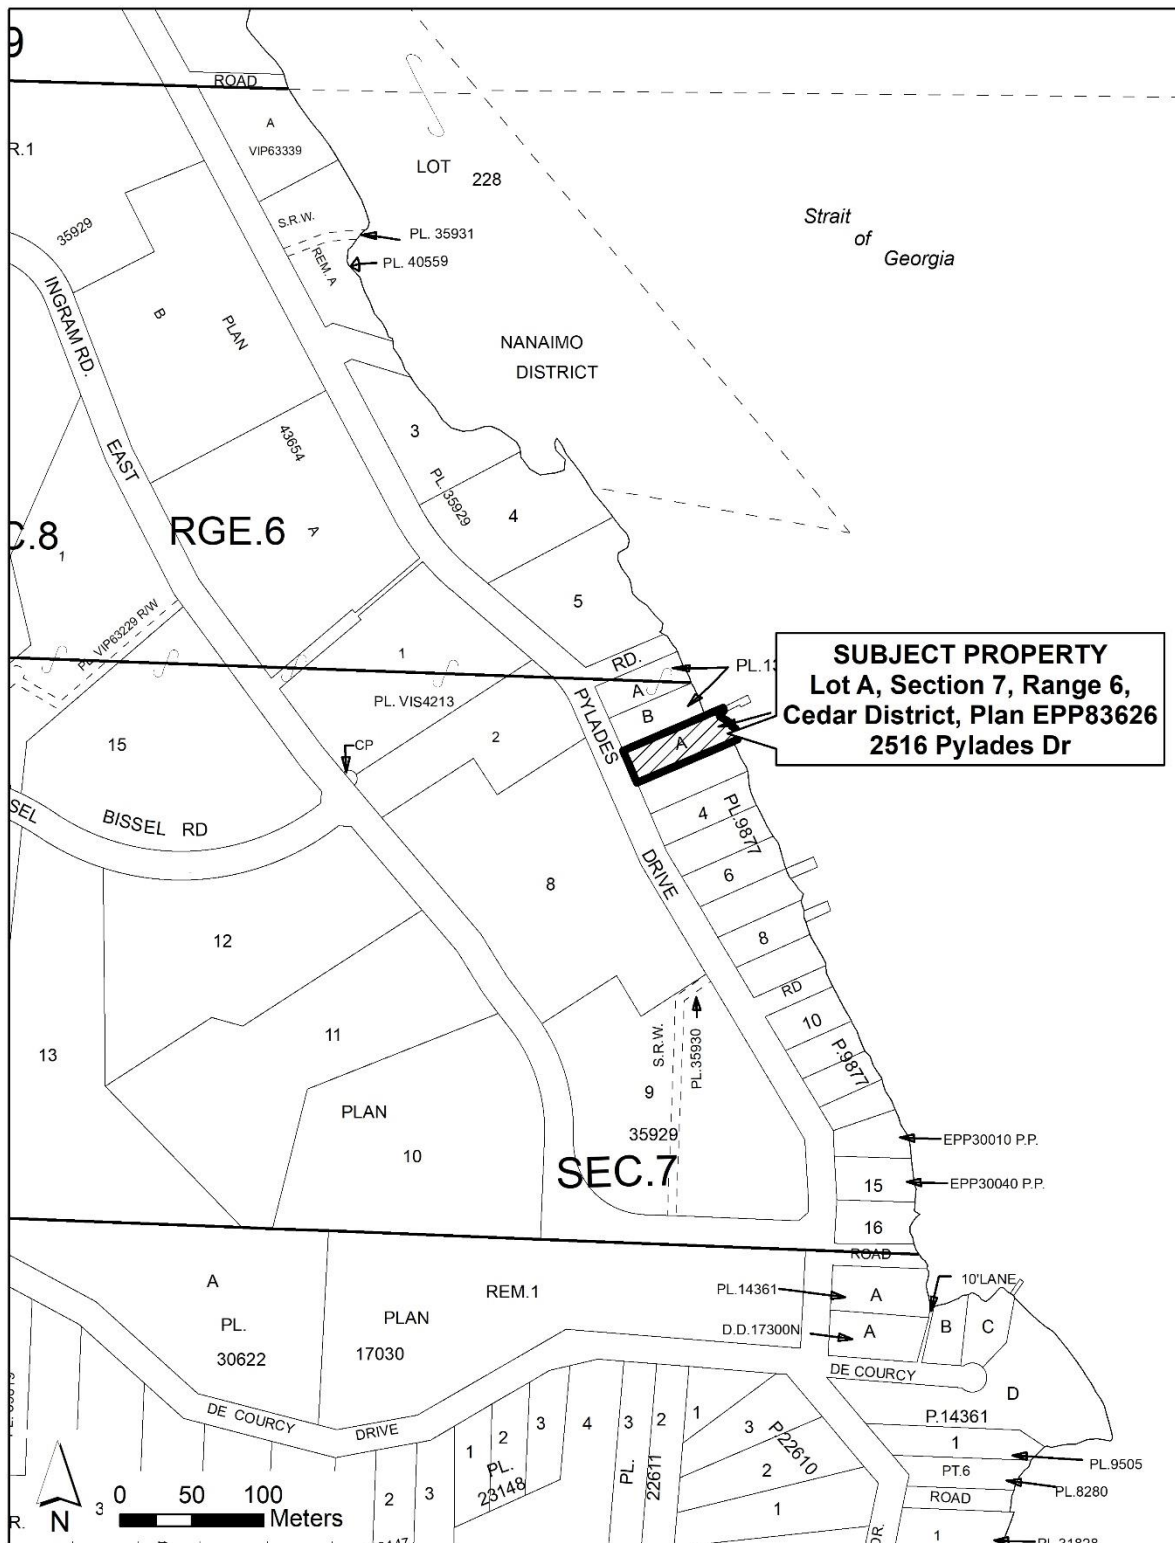 9
ROAD
A
VIP63339
R.1
LOT 228
35929
S.R.W.
PL. 35931
REM. A
PL. 40559
Strait
of
Georgia
INGRAM RD.
B
PLAN
NANAIMO
DISTRICT
EAST
43654
A
3
PL. 35929
4
C.8
1
RGE.6
5
PL. VIP63229 R/W
1
RD.
A
B
SUBJECT PROPERTY
Lot A, Section 7, Range 6,
Cedar District, Plan EPP83626
2516 Pylades Dr
PL. VIS4213
PYLADES
A
15
CP
2
4
PL.9877
BISSEL RD
8
DRIVE
6
12
8
RD
10
P.9877
13
11
S.R.W.
PL.35930
9
PLAN
35929
10
SEC.7
EPP30010 P.P.
15
EPP30040 P.P.
16
ROAD
A
REM.1
PL.14361
A
10'LANE
PL.
PLAN
D.D.17300N
A
B
C
30622
17030
DE COURCY
D
DE COURCY
DRIVE
P.14361
1
2
3
4
3
2
1
3
P22610
1
PL.9505
PL.
23148
PL.
22611
2
PT.6
PL.8280
ROAD
1
1
2
3
0 50 100
Meters
N
R.
3
DR.